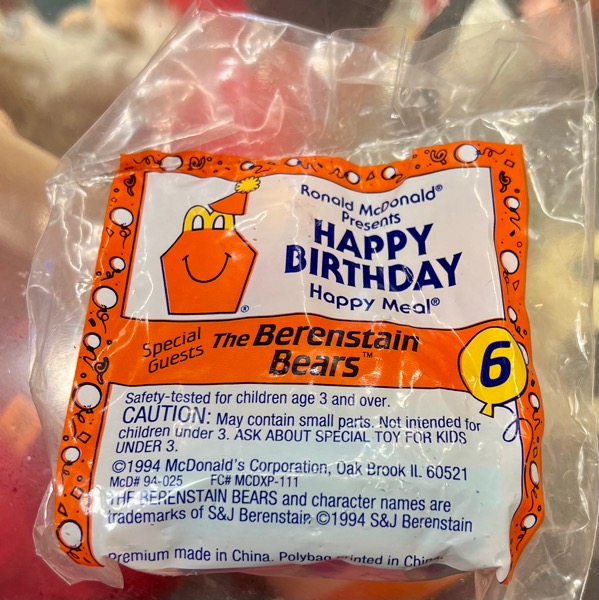 Ronald McDonald®
Presents
HAPPY
BIRTHDAY
Happy Meal®
®
Special
Guests
The Berenstain
Bears™
6
Safety-tested for children age 3 and over.
CAUTION: May contain small parts. Not intended for
children under 3. ASK ABOUT SPECIAL TOY FOR KIDS
UNDER 3.
©1994 McDonald's Corporation, Oak Brook IL 60521
McD# 94-025 FC# MCDXP-111
THE BERENSTAIN BEARS and character names are
trademarks of S&J Berenstain ©1994 S&J Berenstain
Premium made in China. Polybag printed in China